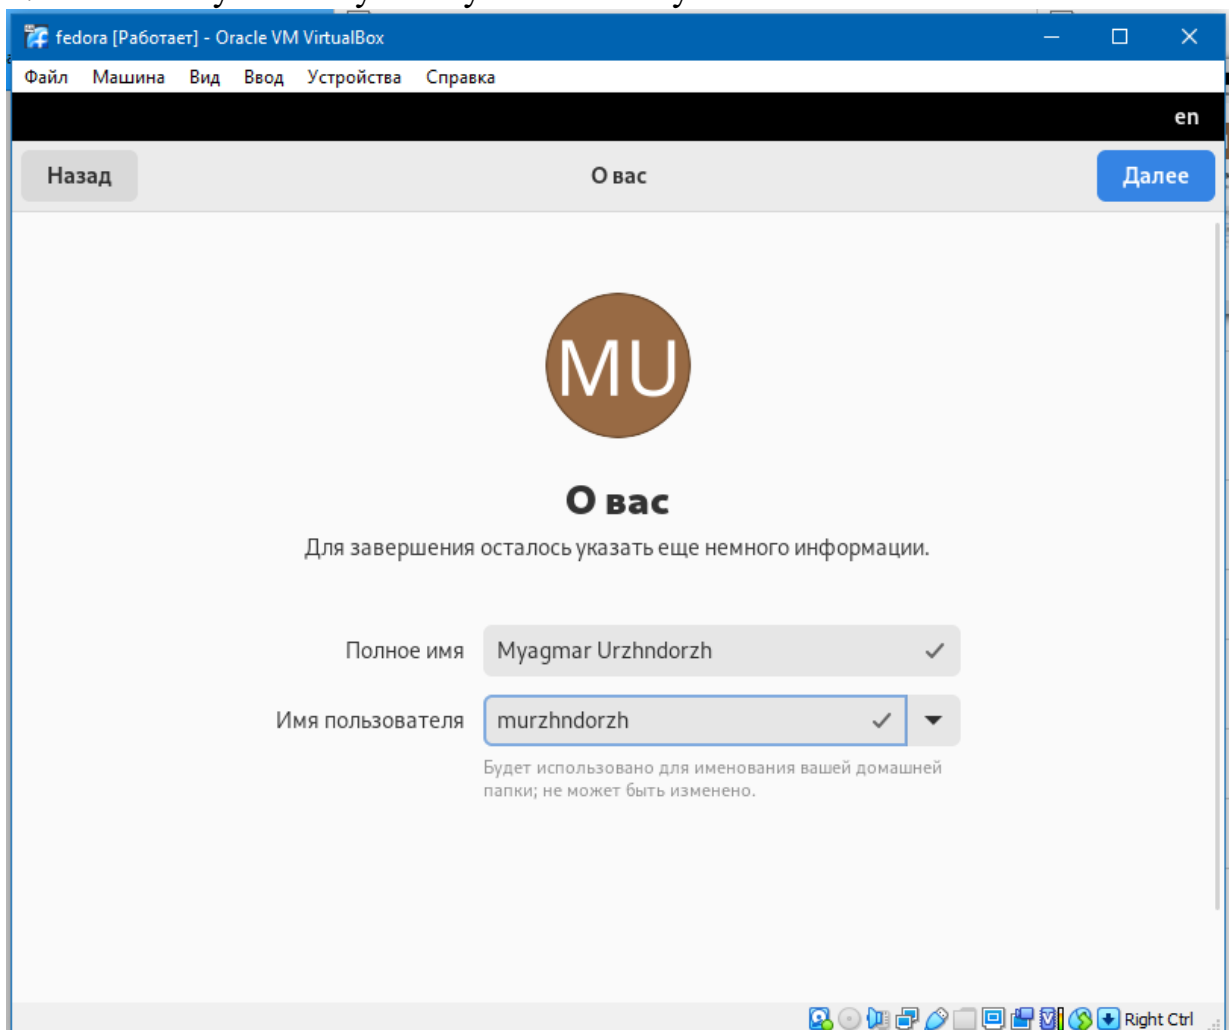 fedora [Работает] - Oracle VM VirtualBox
Файл Машина Вид Ввод Устройства Справка
en
Назад О вас Далее
MU
О вас
Для завершения осталось указать еще немного информации.
Полное имя Myagmar Urzhndorzh
Имя пользователя murzhndorzh
Будет использовано для именования вашей домашней
папки; не может быть изменено.
Right Ctrl